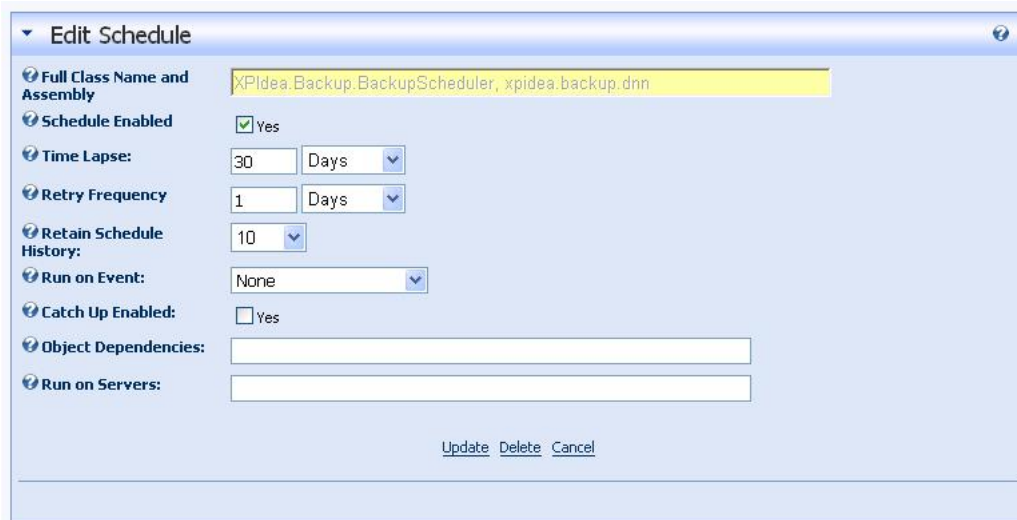 Edit Schedule
Full Class Name and
Assembly
XPIdea.Backup.BackupScheduler, xpidea.backup.dnn
Schedule Enabled
Yes
Time Lapse:
30 Days
Retry Frequency
1 Days
Retain Schedule
History:
10
Run on Event:
None
Catch Up Enabled:
Yes
Object Dependencies:
Run on Servers:
Update Delete Cancel